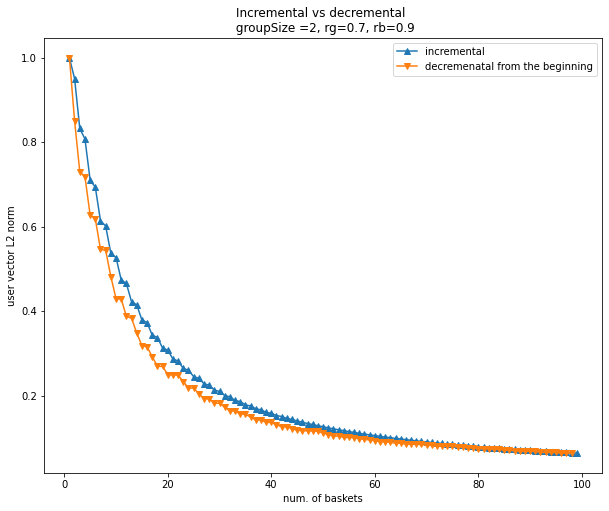 Incremental vs decremental
groupSize =2, rg=0.7, rb=0.9
incremental
decremenatal from the beginning
1.0
0.8
0.6
0.4
0.2
user vector L2 norm
0
20
40
60
80
100
num. of baskets